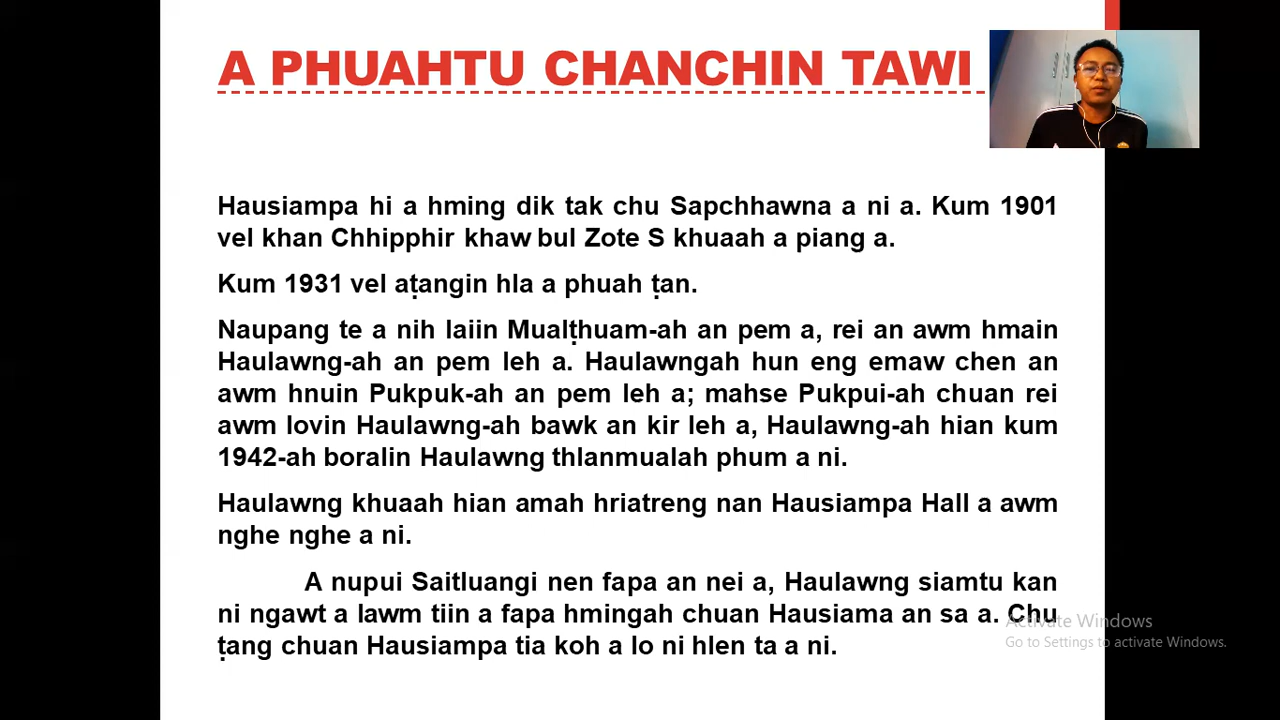 A PHUAHTU CHANCHIN TAWI
Hausiampa hi a hming dik tak chu Sapchhawna a ni a. Kum 1901
vel khan Chhipphir khaw bul Zote S khuaah a piang a.
Kum 1931 vel aṭangin hla a phuah ṭan.
Naupang te a nih laiin Mualṭhuam-ah an pem a, rei an awm hmain
Haulawng-ah an pem leh a. Haulawngah hun eng emaw chen an
awm hnuin Pukpuk-ah an pem leh a; mahse Pukpui-ah chuan rei
awm lovin Haulawng-ah bawk an kir leh a, Haulawng-ah hian kum
1942-ah boralin Haulawng thlanmualah phum a ni.
Haulawng khuaah hian amah hriatreng nan Hausiampa Hall a awm
nghe nghe a ni.
A nupui Saitluangi nen fapa an nei a, Haulawng siamtu kan
ni ngawt a lawm tiin a fapa hmingah chuan Hausiama an sa a. Chu
ṭang chuan Hausiampa tia koh a lo ni hlen ta a ni.
Activate Windows
Go to Settings to activate Windows.